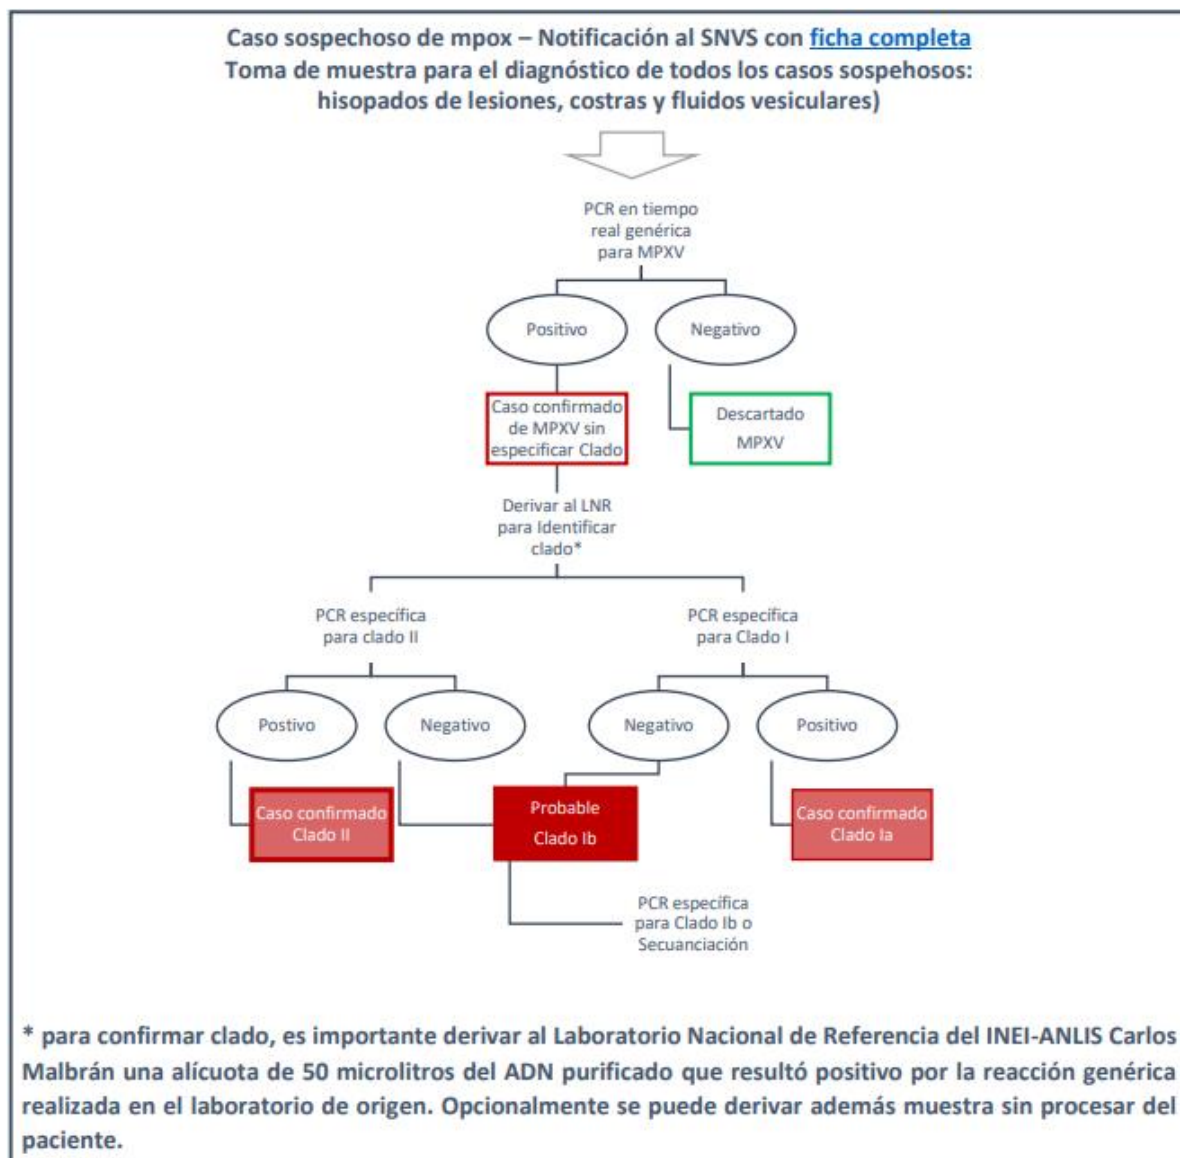 Caso sospechoso de mpox – Notificación al SNVS con ficha completa
Toma de muestra para el diagnóstico de todos los casos sospehosos:
hisopados de lesiones, costras y fluidos vesiculares)
PCR en tiempo
real genérica
para MPXV
Positivo
Negativo
Caso confirmado
de MPXV sin
especificar Clado
Descartado
MPXV
Derivar al LNR
para Identificar
clado*
PCR específica
para clado II
PCR específica
para Clado I
Postivo
Negativo
Negativo
Positivo
Caso confirmado
Clado II
Probable
Clado Ib
Caso confirmado
Clado Ia
PCR específica
para Clado Ib o
Secuanciación
* para confirmar clado, es importante derivar al Laboratorio Nacional de Referencia del INEI-ANLIS Carlos
Malbrán una alícuota de 50 microlitros del ADN purificado que resultó positivo por la reacción genérica
realizada en el laboratorio de origen. Opcionalmente se puede derivar además muestra sin procesar del
paciente.